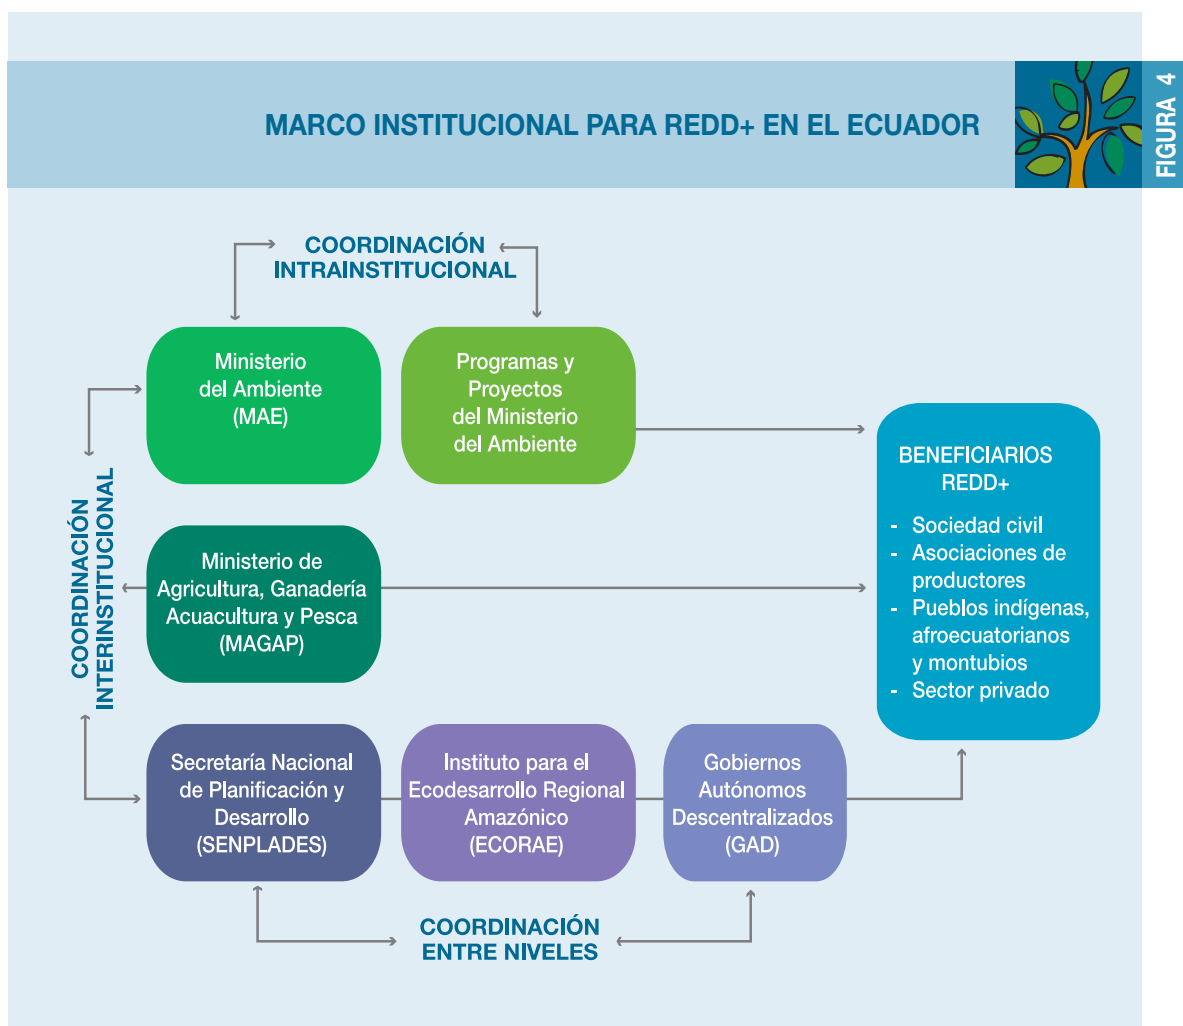 MARCO INSTITUCIONAL PARA REDD+ EN EL ECUADOR
FIGURA 4
COORDINACIÓN
INTRAINSTITUCIONAL
Ministerio
del Ambiente
(MAE)
Programas y
Proyectos
del Ministerio
del Ambiente
COORDINACIÓN
INTERINSTITUCIONAL
Ministerio de
Agricultura, Ganadería
Acuacultura y Pesca
(MAGAP)
BENEFICIARIOS
REDD+
- Sociedad civil
- Asociaciones de
productores
- Pueblos indígenas,
afroecuatorianos
y montubios
- Sector privado
Secretaría Nacional
de Planificación y
Desarrollo
(SENPLADES)
Instituto para el
Ecodesarrollo Regional
Amazónico
(ECORAE)
Gobiernos
Autónomos
Descentralizados
(GAD)
COORDINACIÓN
ENTRE NIVELES